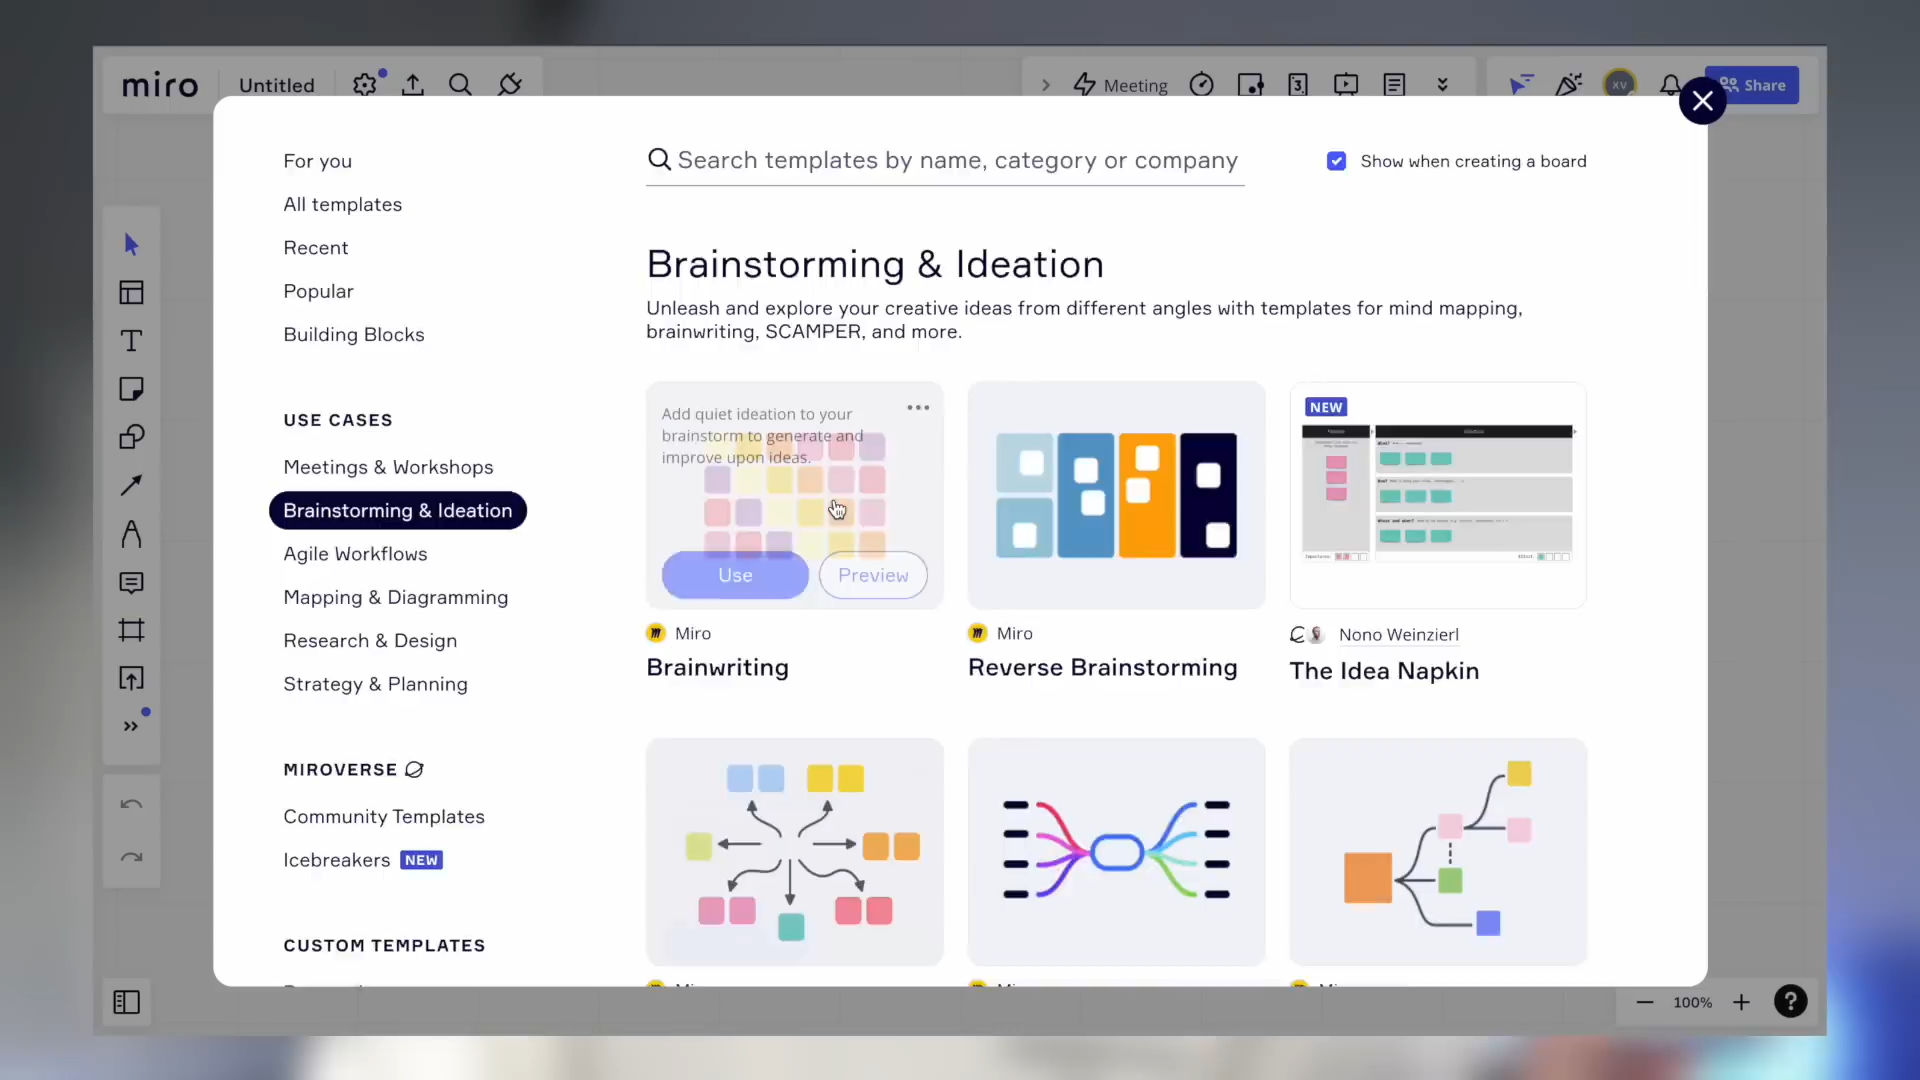 miro
Untitled
Meeting
XV
Share
For you
All templates
Recent
Popular
Building Blocks
USE CASES
Meetings & Workshops
Brainstorming & Ideation
Agile Workflows
Mapping & Diagramming
Research & Design
Strategy & Planning
MIROVERSE
Community Templates
Icebreakers NEW
CUSTOM TEMPLATES
Search templates by name, category or company
Show when creating a board
Brainstorming & Ideation
Unleash and explore your creative ideas from different angles with templates for mind mapping,
brainwriting, SCAMPER, and more.
Add quiet ideation to your
brainstorm to generate and
improve upon ideas.
Use
Preview
Miro
Brainwriting
Miro
Reverse Brainstorming
NEW
Nono Weinzierl
The Idea Napkin
100%